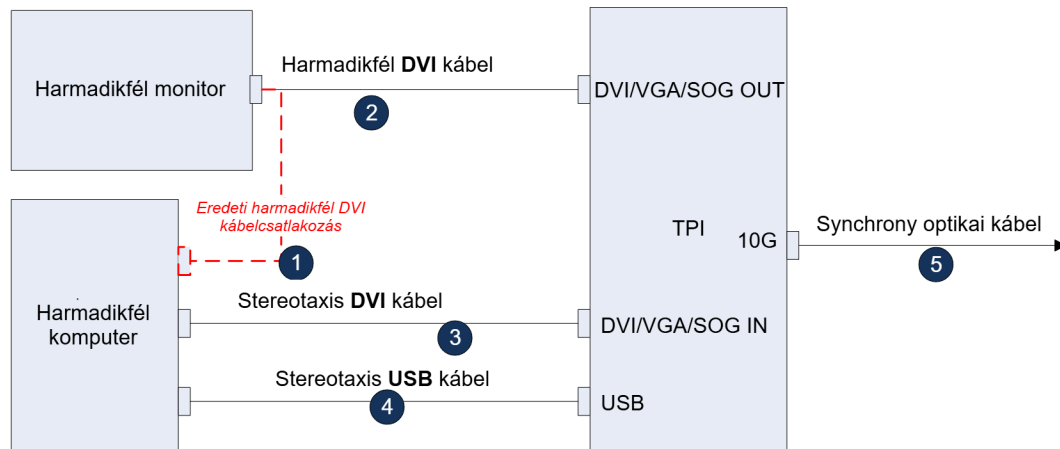 Harmadikfél monitor
Harmadikfél DVI kábel
2
DVI/VGA/SOG OUT
Eredeti harmadikfél DVI
kábelcsatlakozás
1
TPI
10G
Synchrony optikai kábel
5
Harmadikfél
komputer
Stereotaxis DVI kábel
3
DVI/VGA/SOG IN
Stereotaxis USB kábel
4
USB